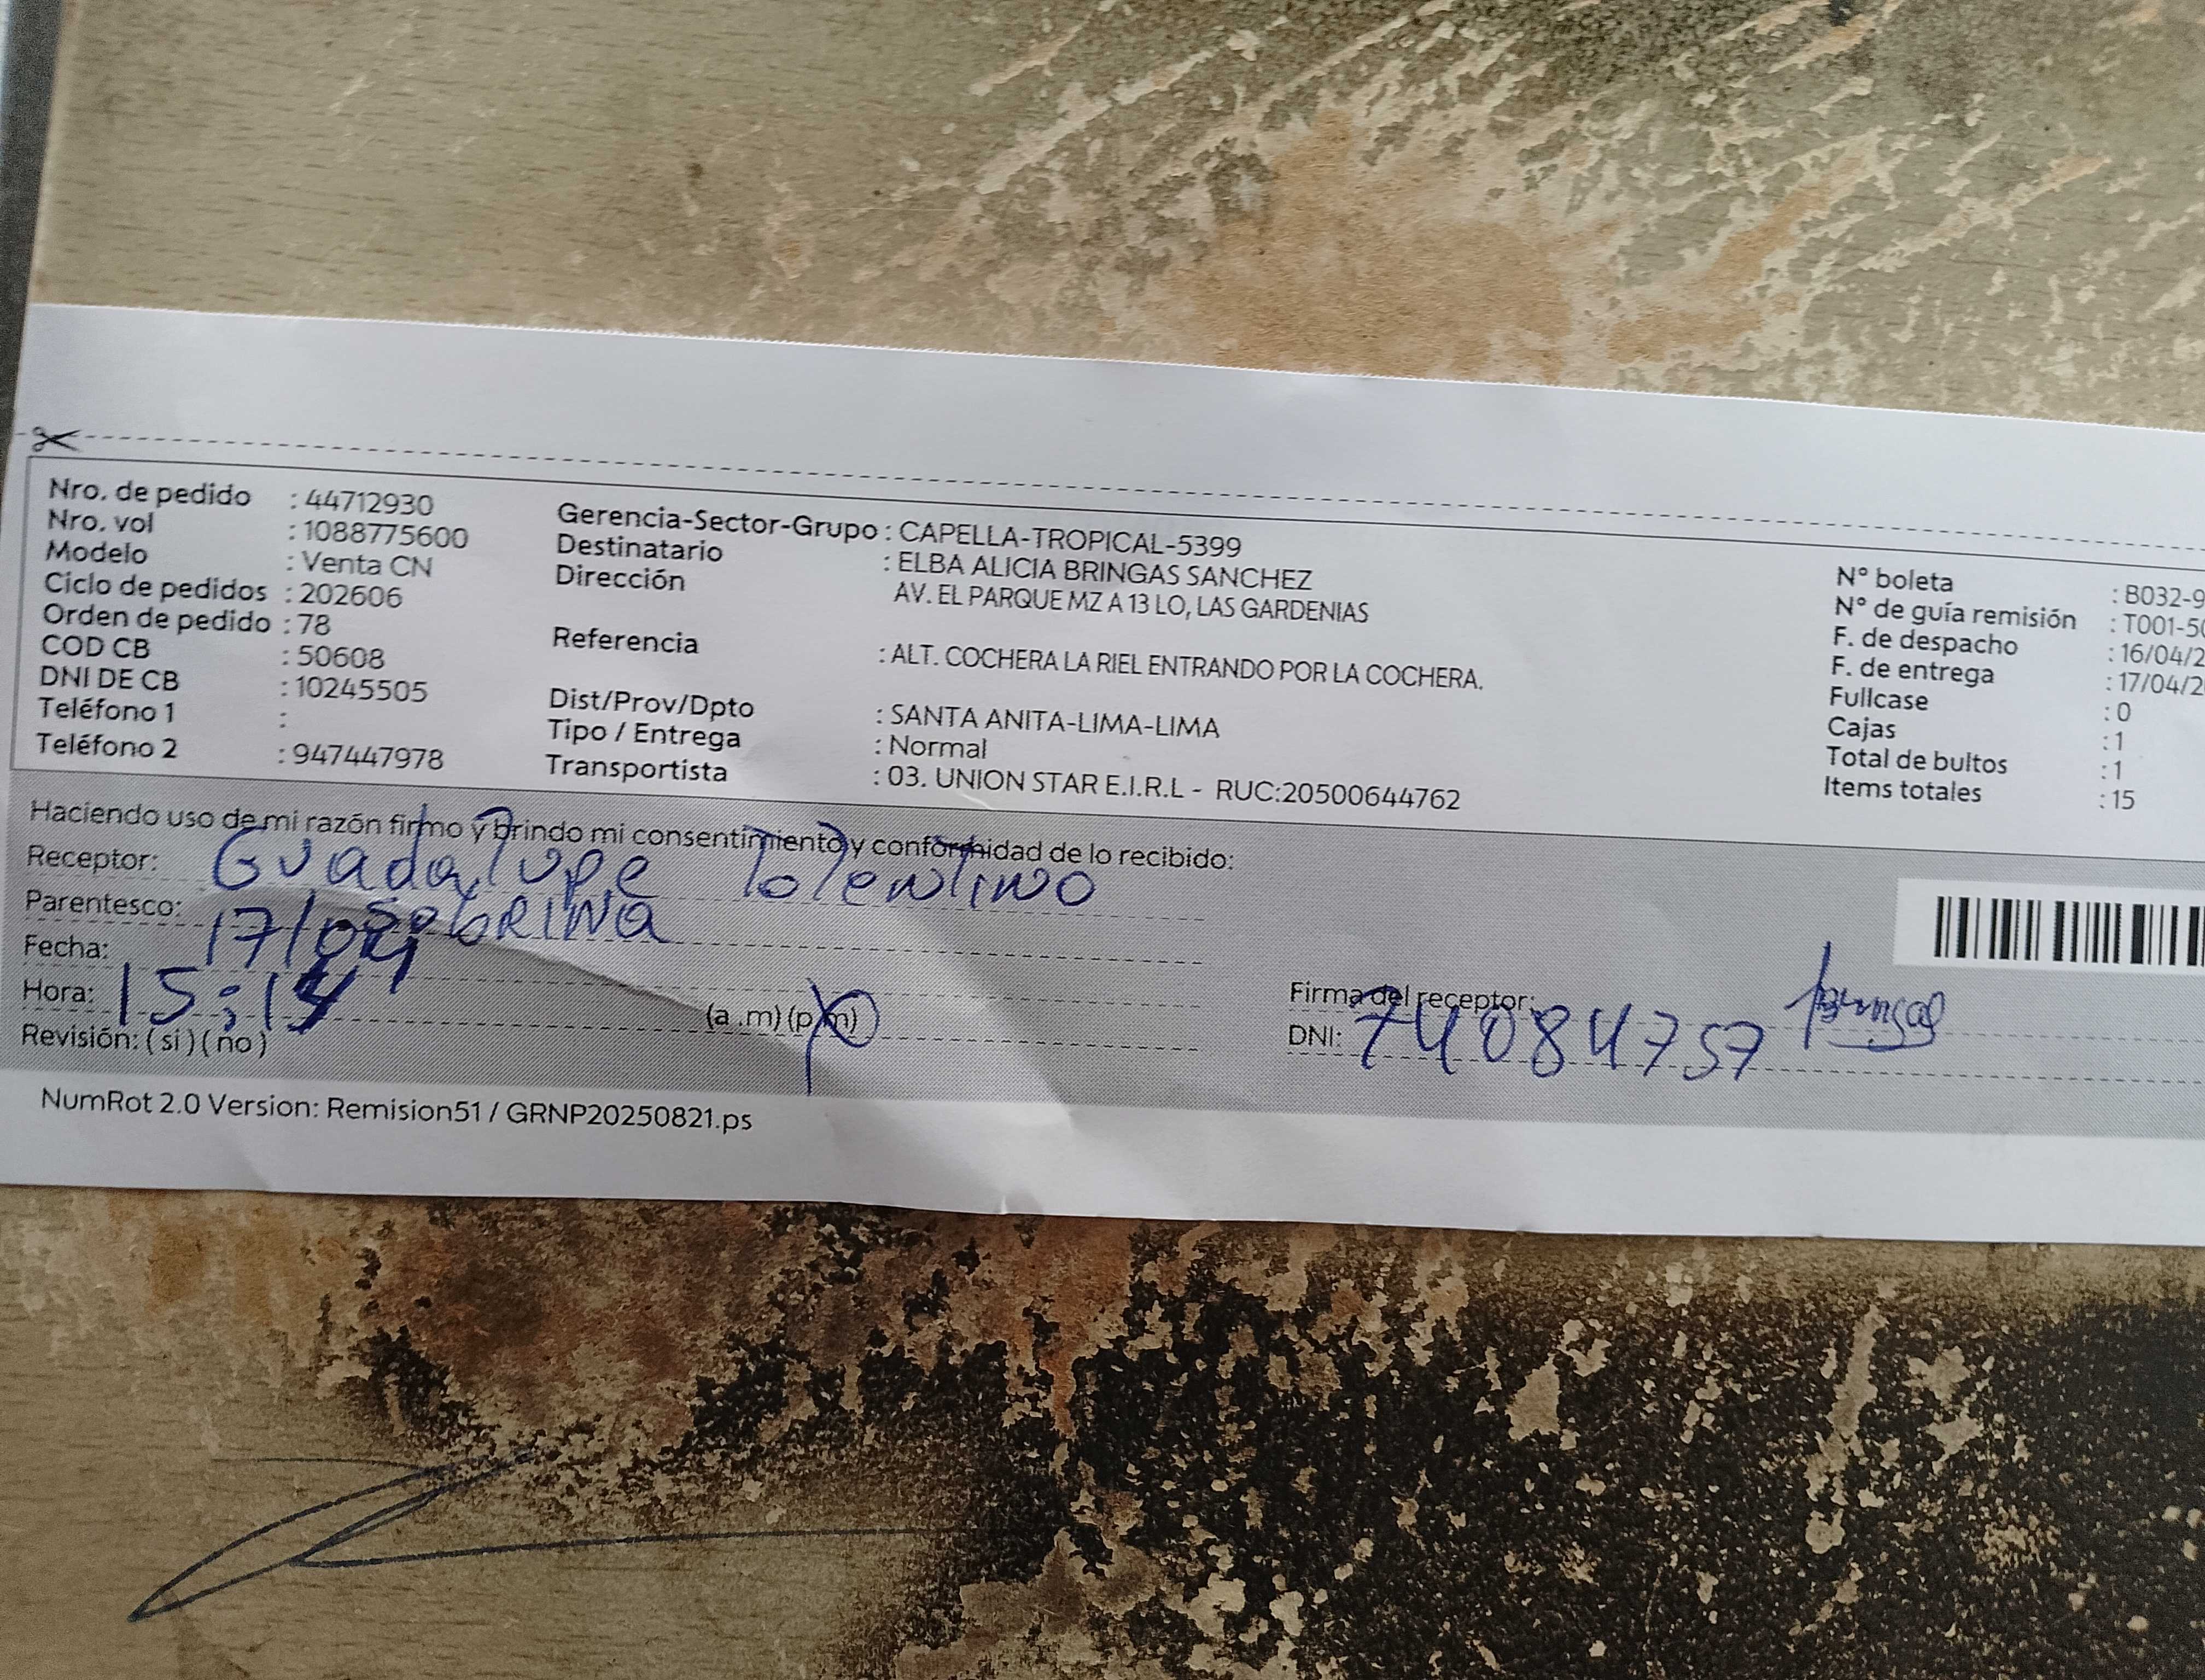 Nro. de pedido : 44712930
Nro. vol : 1088775600
Modelo : Venta CN
Ciclo de pedidos : 202606
Orden de pedido : 78
COD CB : 50608
DNI DE CB : 10245505
Teléfono 1 :
Teléfono 2 : 947447978
Gerencia-Sector-Grupo : CAPELLA-TROPICAL-5399
Destinatario : ELBA ALICIA BRINGAS SANCHEZ
Dirección AV. EL PARQUE MZ A 13 LO, LAS GARDENIAS
Referencia : ALT. COCHERA LA RIEL ENTRANDO POR LA COCHERA.
Dist/Prov/Dpto : SANTA ANITA-LIMA-LIMA
Tipo / Entrega : Normal
Transportista : 03. UNION STAR E.I.R.L - RUC:20500644762
N° boleta : B032-9
N° de guía remisión : T001-50
F. de despacho : 16/04/2
F. de entrega : 17/04/2
Fullcase : 0
Cajas : 1
Total de bultos : 1
Items totales : 15
Haciendo uso de mi razón firmo y brindo mi consentimiento y conformidad de lo recibido:
Receptor: Guadalupe Tolentino
Parentesco: SobRINa
Fecha: 17/04
Hora: 15:14 (a .m) (p.m)
Revisión: ( si ) ( no )
Firma del receptor:
DNI: 74084757
NumRot 2.0 Version: Remision51 / GRNP20250821.ps